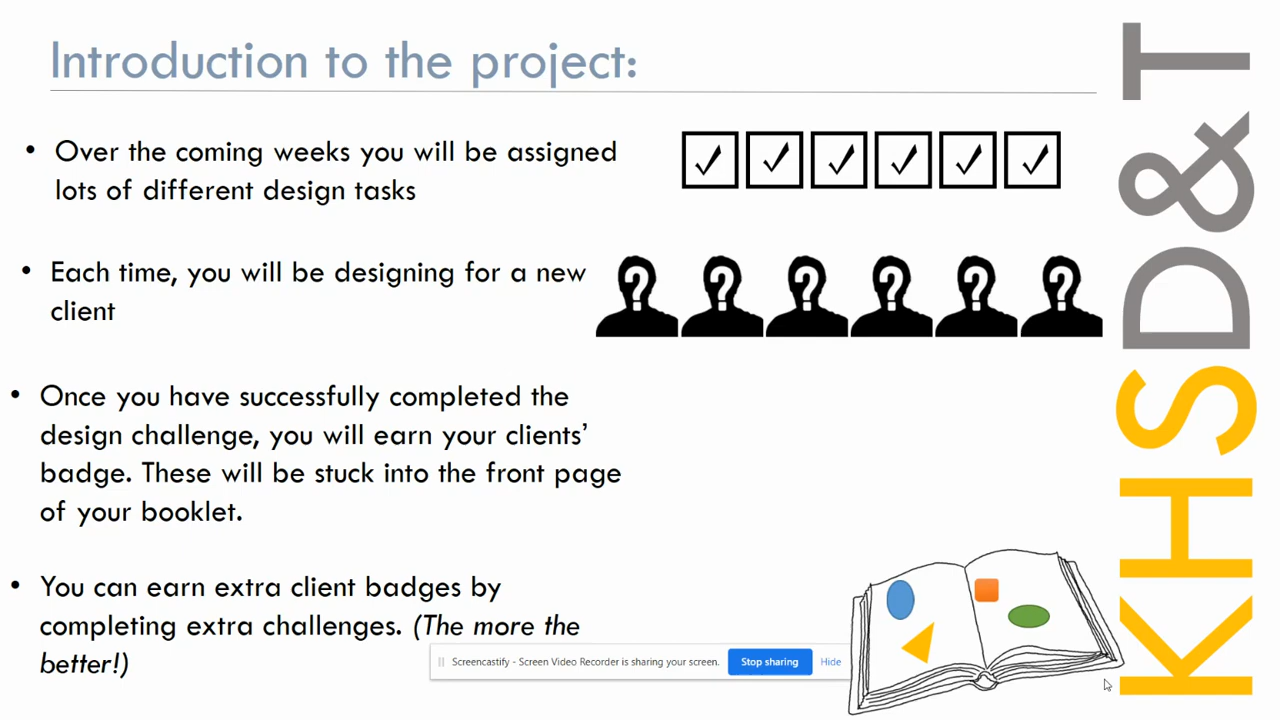 Introduction to the project:
• Over the coming weeks you will be assigned
lots of different design tasks
• Each time, you will be designing for a new
client
• Once you have successfully completed the
design challenge, you will earn your clients’
badge. These will be stuck into the front page
of your booklet.
• You can earn extra client badges by
completing extra challenges. (The more the
better!)
? ? ? ? ? ?
Screencastify - Screen Video Recorder is sharing your screen. Stop sharing Hide
KHSD&T